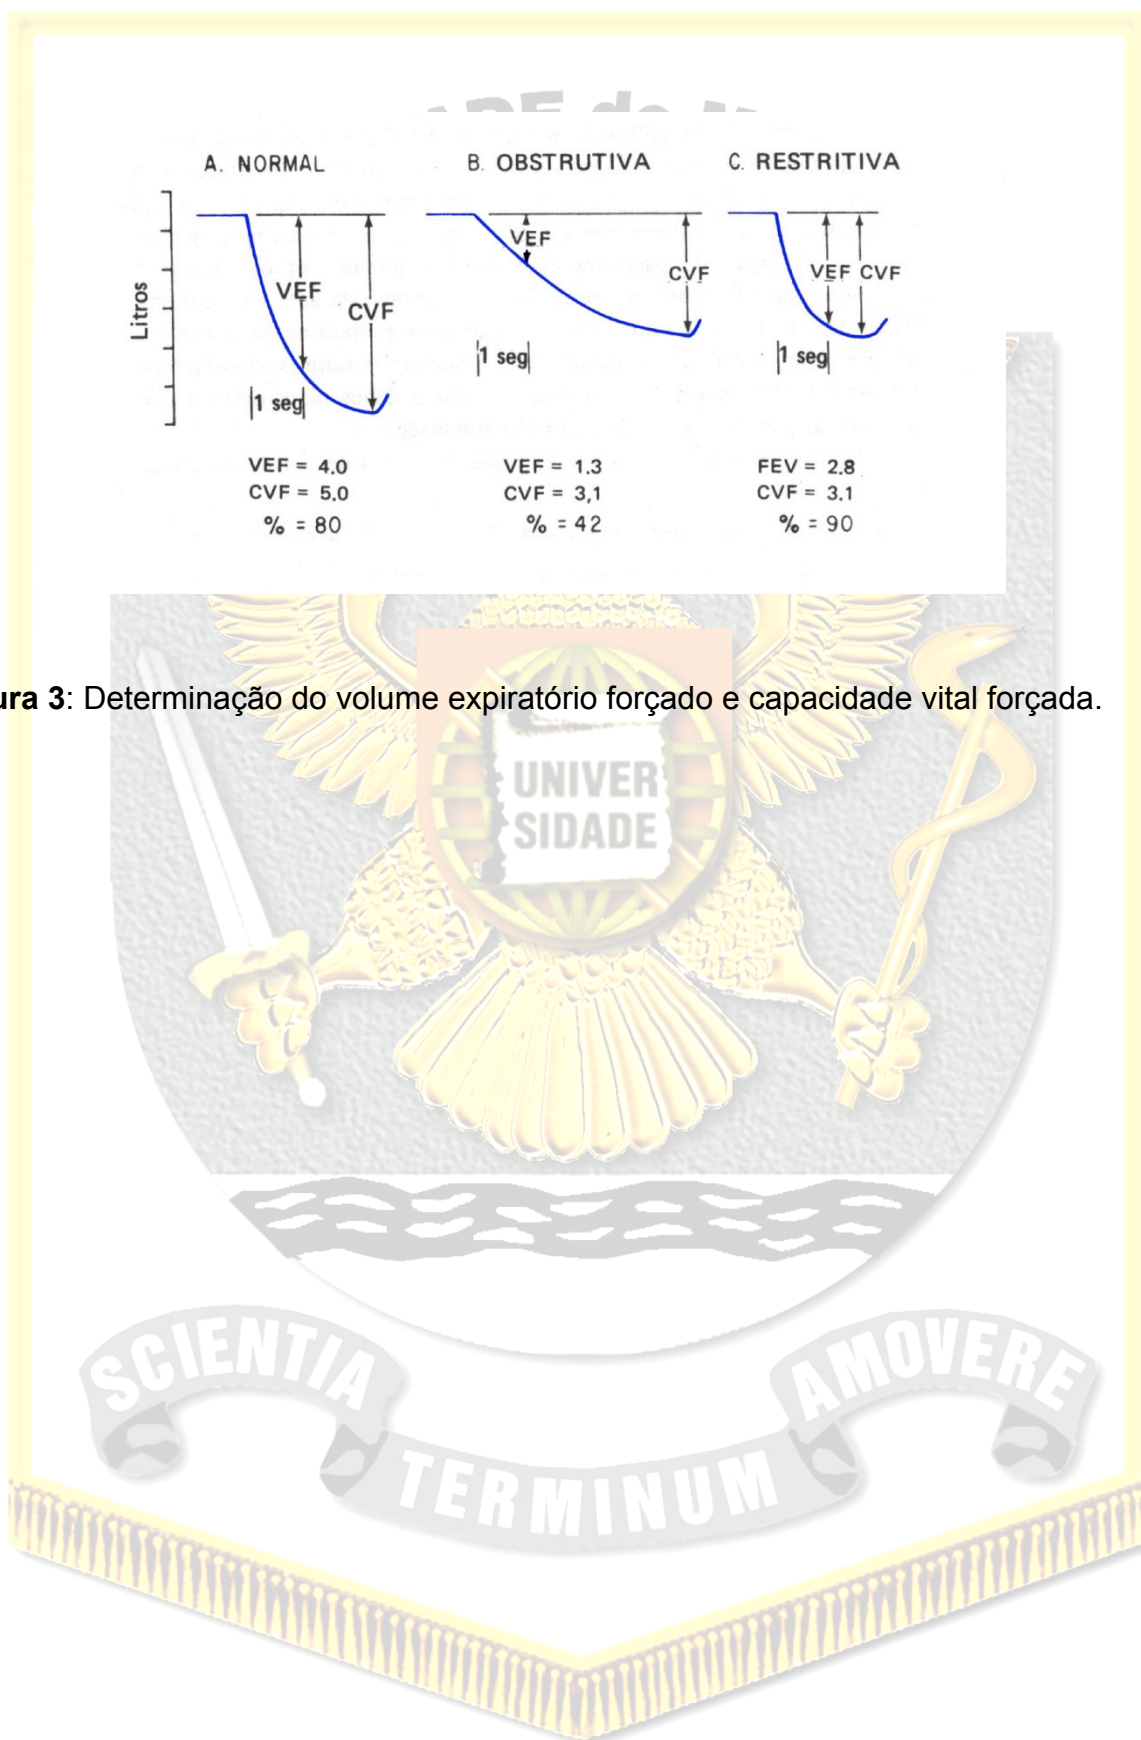 A. NORMAL
B. OBSTRUTIVA
C. RESTRITIVA
Litros
VEF
CVF
1 seg
VEF
CVF
1 seg
VEF CVF
1 seg
VEF = 4.0
CVF = 5.0
% = 80
VEF = 1.3
CVF = 3,1
% = 42
FEV = 2.8
CVF = 3.1
% = 90
ura 3: Determinação do volume expiratório forçado e capacidade vital forçada.
UNIVER
SIDADE
SCIENTIA
TERMINUM
AMOVERE